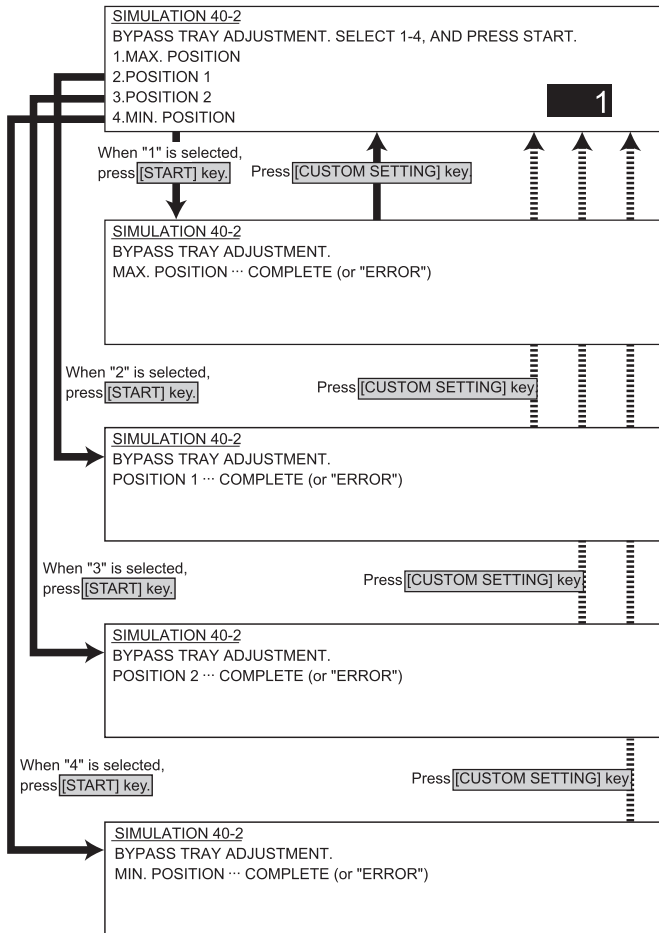 SIMULATION 40-2
BYPASS TRAY ADJUSTMENT. SELECT 1-4, AND PRESS START.
1.MAX. POSITION
2.POSITION 1
3.POSITION 2
4.MIN. POSITION
1
When "1" is selected,
press [START] key.
Press [CUSTOM SETTING] key.
SIMULATION 40-2
BYPASS TRAY ADJUSTMENT.
MAX. POSITION ··· COMPLETE (or "ERROR")
When "2" is selected,
press [START] key.
Press [CUSTOM SETTING] key
SIMULATION 40-2
BYPASS TRAY ADJUSTMENT.
POSITION 1 ··· COMPLETE (or "ERROR")
When "3" is selected,
press [START] key.
Press [CUSTOM SETTING] key
SIMULATION 40-2
BYPASS TRAY ADJUSTMENT.
POSITION 2 ··· COMPLETE (or "ERROR")
When "4" is selected,
press [START] key.
Press [CUSTOM SETTING] key
SIMULATION 40-2
BYPASS TRAY ADJUSTMENT.
MIN. POSITION ··· COMPLETE (or "ERROR")